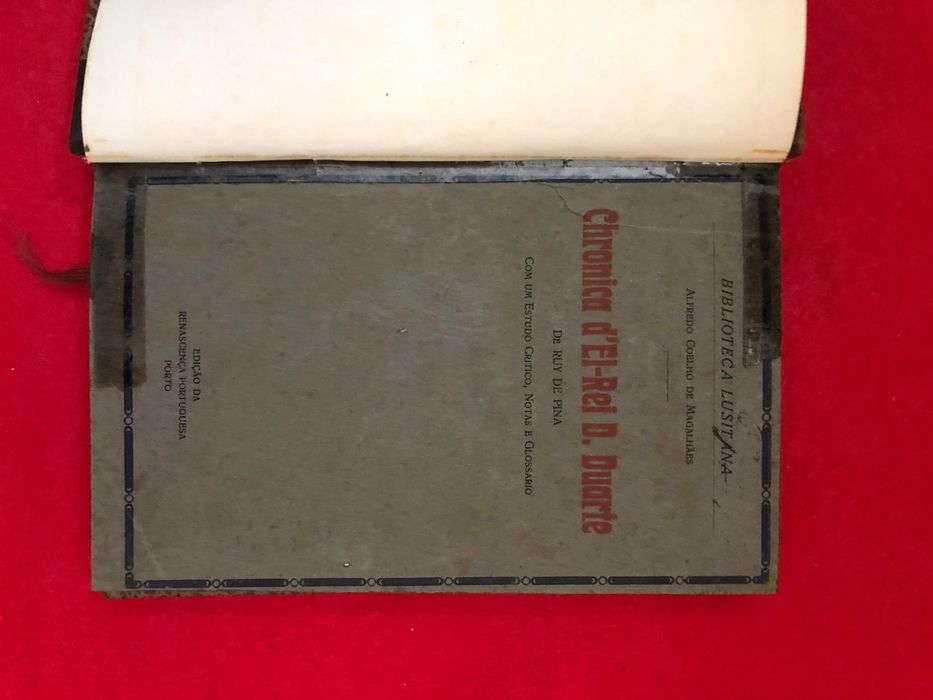 BIBLIOTECA LUSITANA
ALFREDO COELHO DE MAGALHÃES
Chronica d'El-Rei D. Duarte
DE RUY DE PINA
COM UM ESTUDO CRITICO, NOTAS E GLOSSARIO
EDIÇÃO DA
RENASCENÇA PORTUGUESA
PORTO